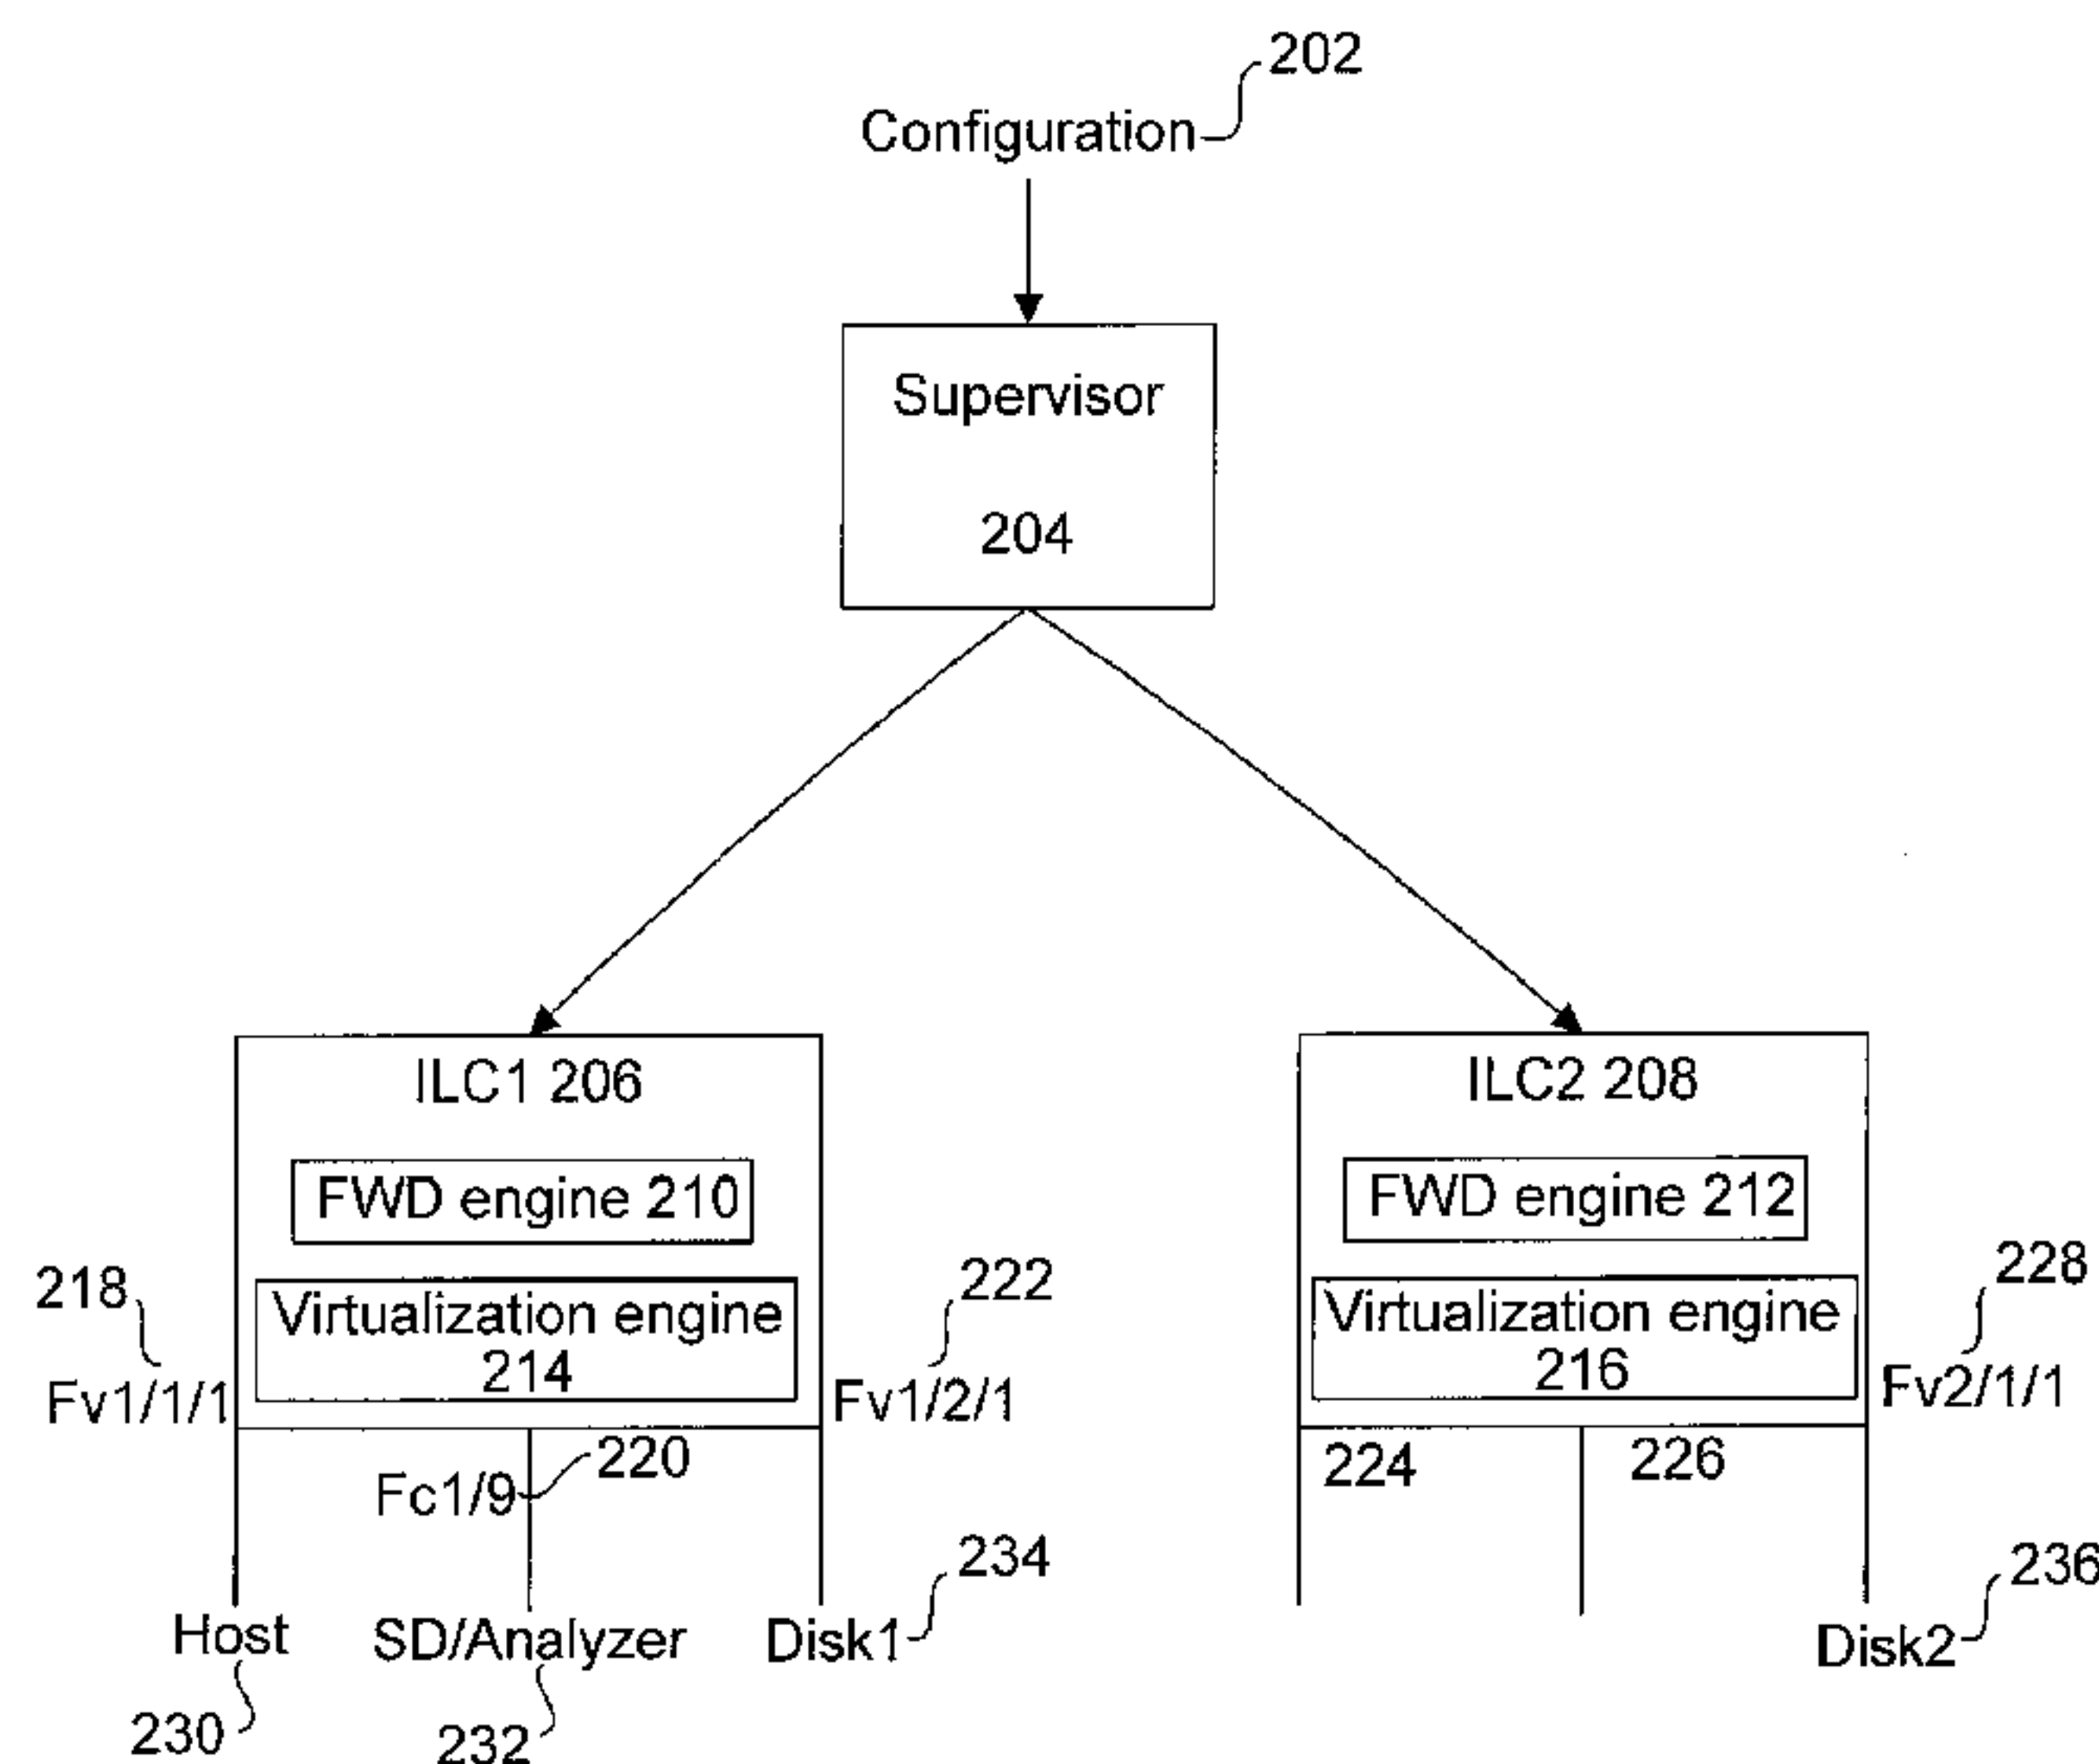 202
Configuration
Supervisor
204
ILC1 206
ILC2 208
FWD engine 210
FWD engine 212
218
Virtualization engine
214
222
Virtualization engine
216
228
Fv1/1/1
Fv1/2/1
Fv2/1/1
Fc1/9
220
224
226
234
236
Host
SD/Analyzer
Disk1
Disk2
230
232